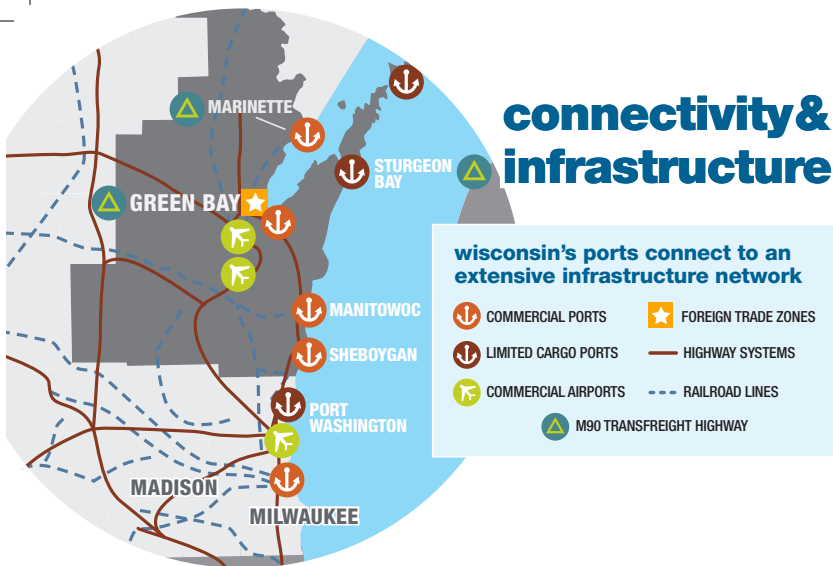 connectivity&
infrastructure
MARINETTE
STURGEON
BAY
GREEN BAY
MANITOWOC
SHEBOYGAN
PORT
WASHINGTON
MADISON
MILWAUKEE
wisconsin's ports connect to an
extensive infrastructure network
COMMERCIAL PORTS
FOREIGN TRADE ZONES
LIMITED CARGO PORTS
HIGHWAY SYSTEMS
COMMERCIAL AIRPORTS
RAILROAD LINES
M90 TRANSFREIGHT HIGHWAY